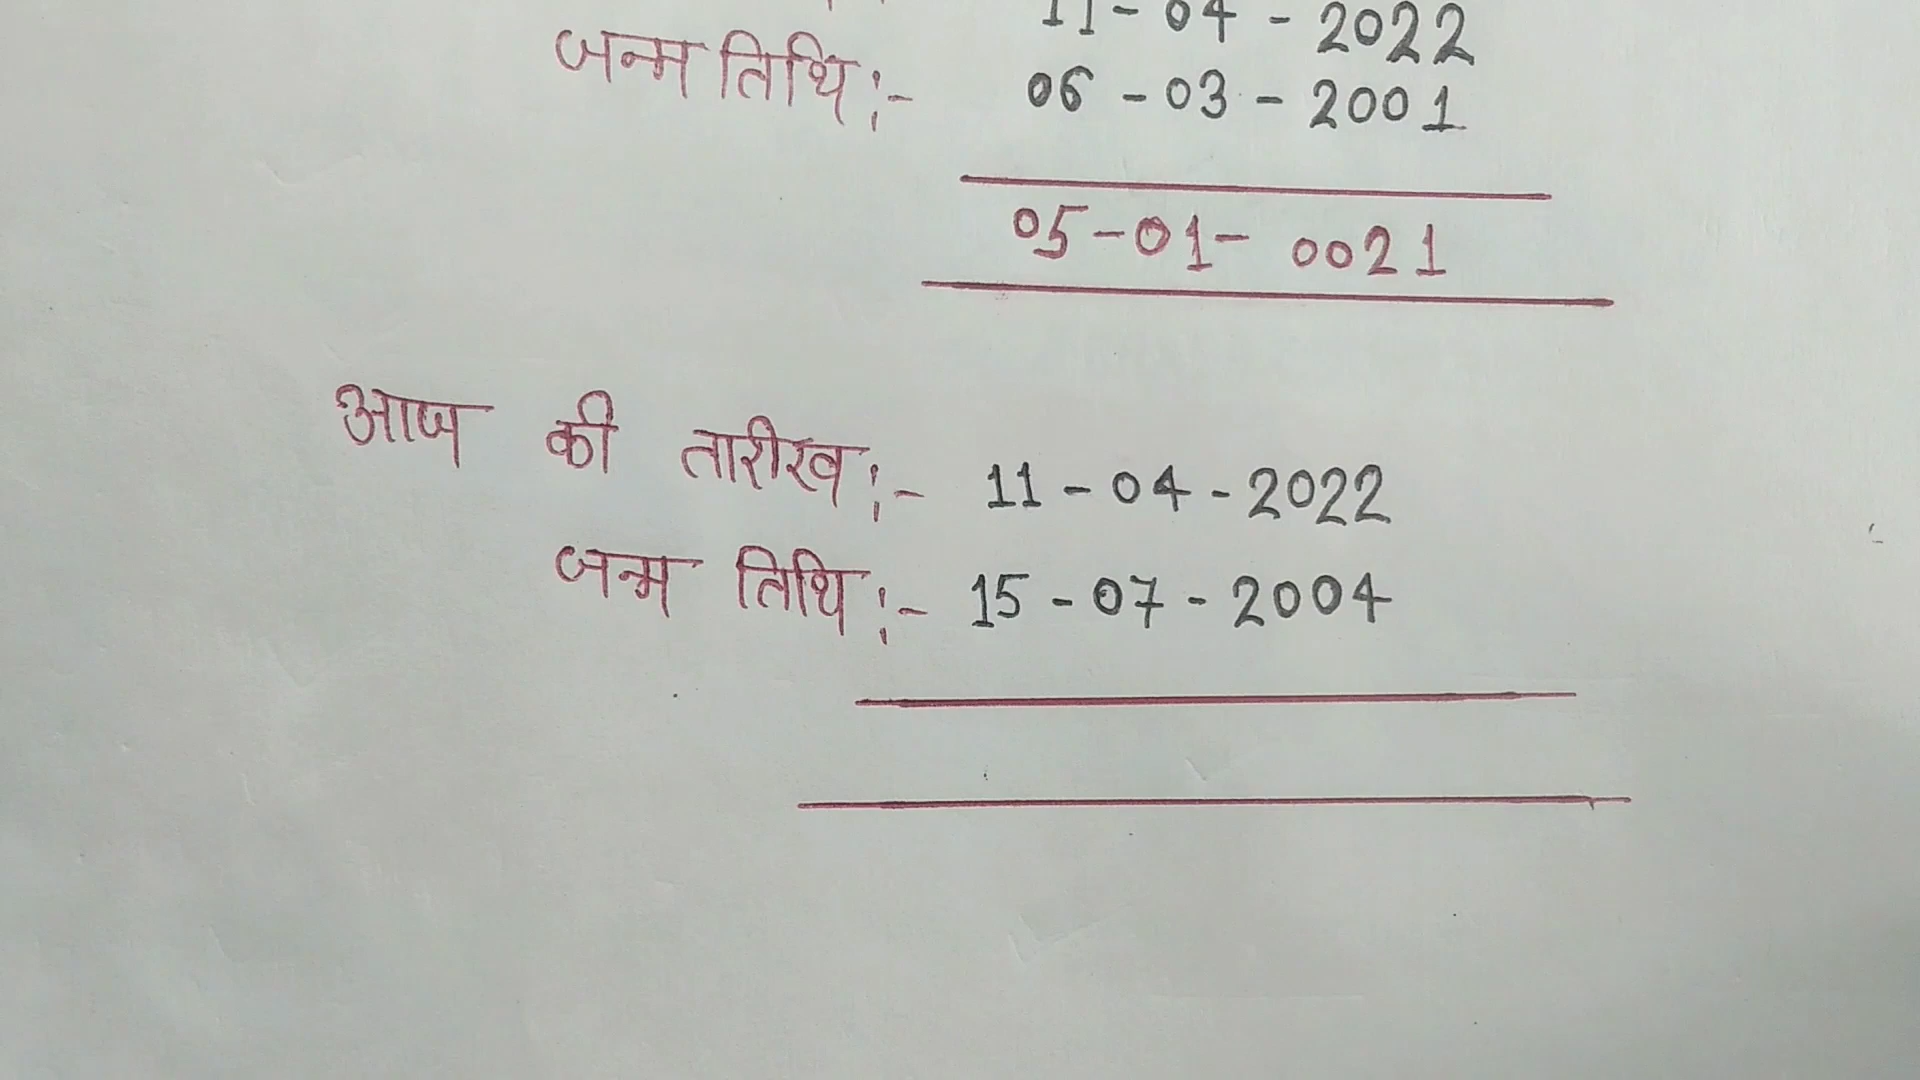 11 - 04 - 2022
जन्म तिथि :- 06 - 03 - 2001
05 - 01 - 0021
आज की तारीख :- 11 - 04 - 2022
जन्म तिथि :- 15 - 07 - 2004